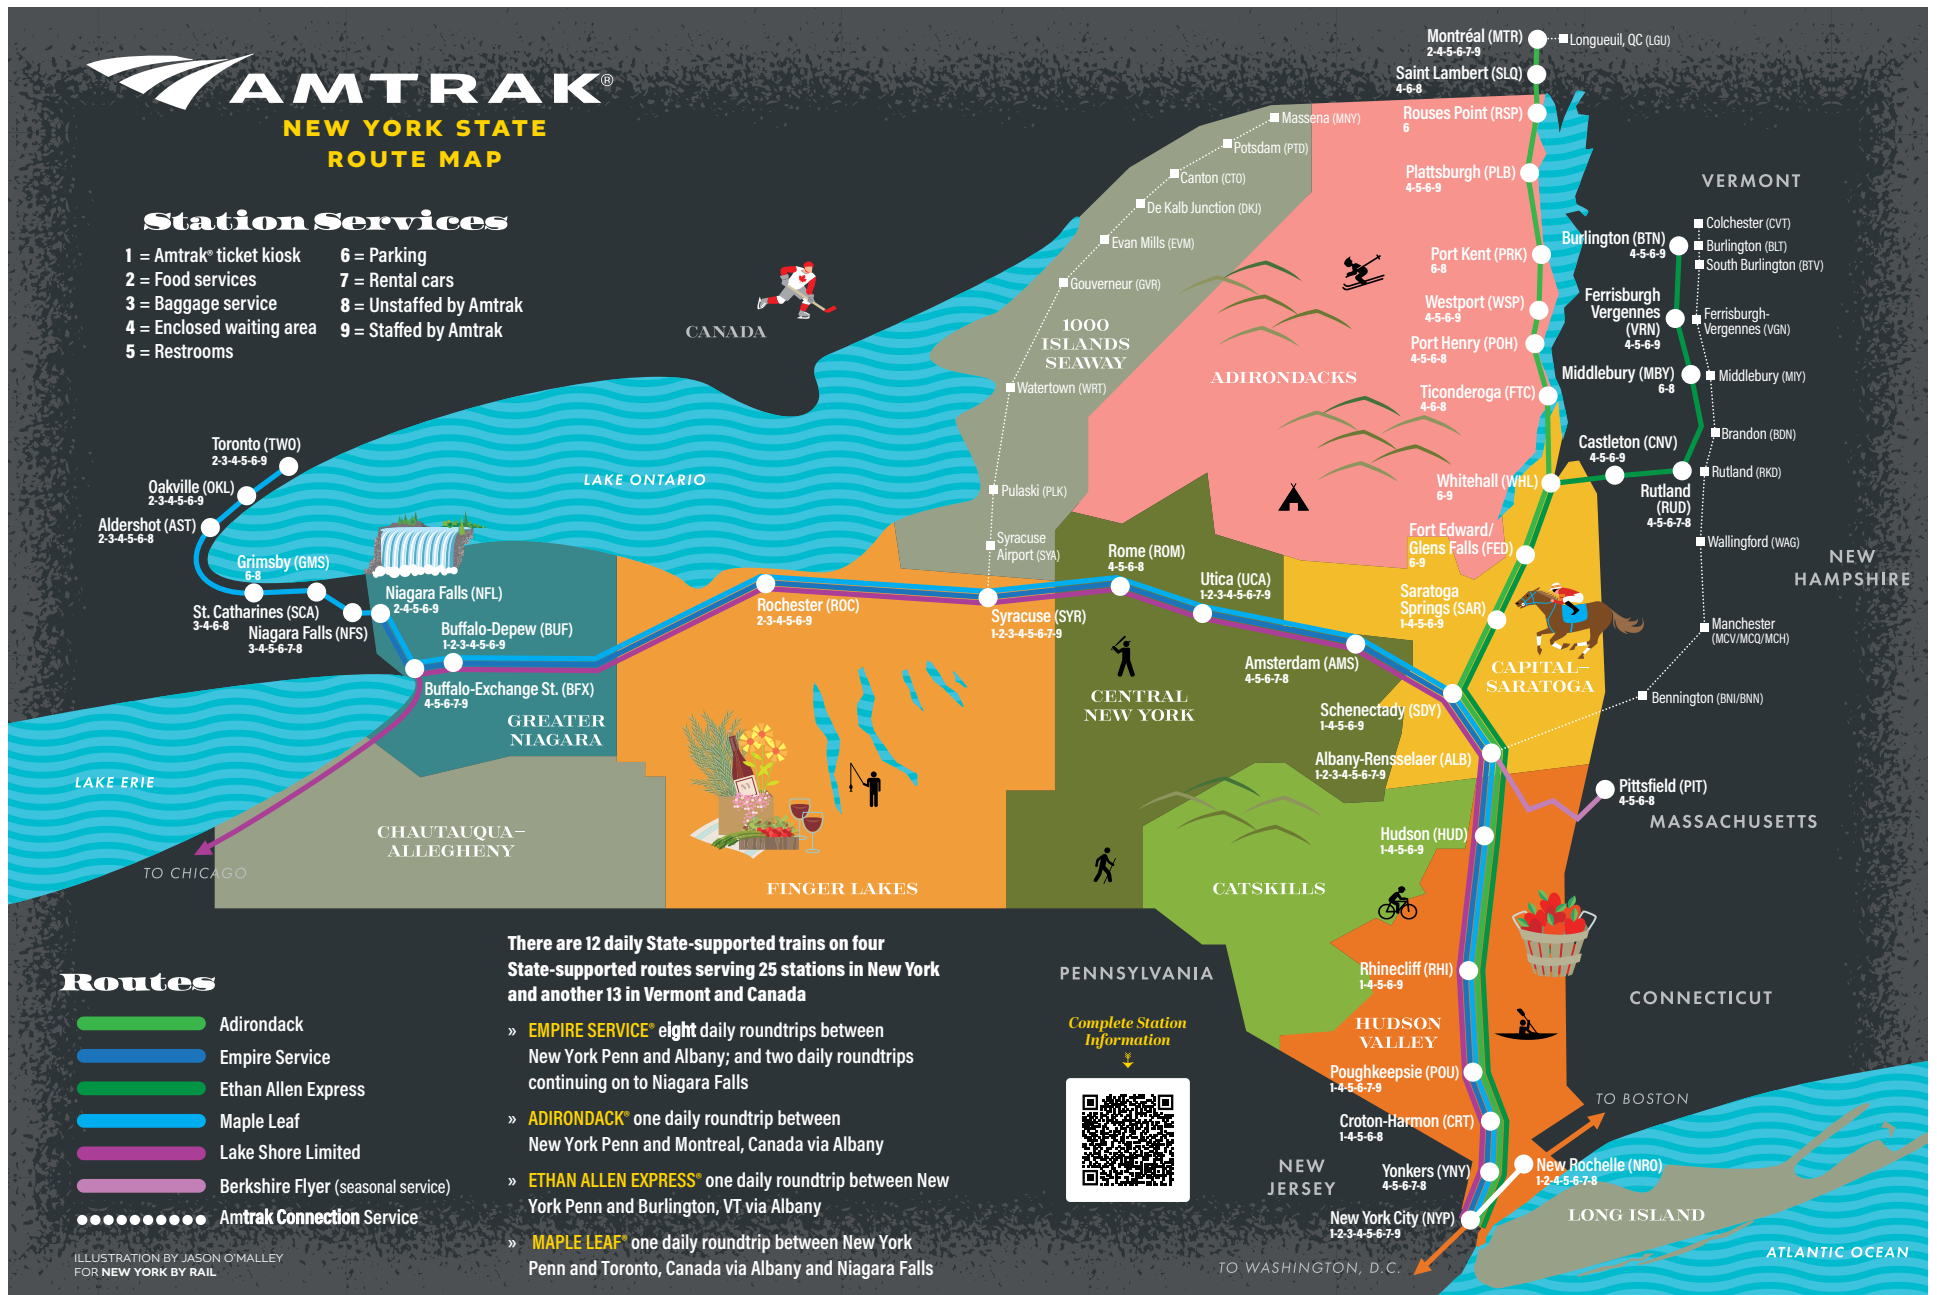 AMTRAK®
NEW YORK STATE
ROUTE MAP
Station Services
1 = Amtrak® ticket kiosk
2 = Food services
3 = Baggage service
4 = Enclosed waiting area
5 = Restrooms
6 = Parking
7 = Rental cars
8 = Unstaffed by Amtrak
9 = Staffed by Amtrak
CANADA
LAKE ONTARIO
Toronto (TWO)
2-3-4-5-6-9
Oakville (OKL)
2-3-4-5-6-9
Aldershot (AST)
2-3-4-5-6-8
Grimsby (GMS)
6-8
St. Catharines (SCA)
3-4-6-8
Niagara Falls (NFS)
3-4-5-6-7-8
Niagara Falls (NFL)
2-4-5-6-9
Buffalo-Depew (BUF)
1-2-3-4-5-6-9
Buffalo-Exchange St. (BFX)
4-5-6-7-9
GREATER
NIAGARA
LAKE ERIE
TO CHICAGO
CHAUTAUQUA–
ALLEGHENY
Rochester (ROC)
2-3-4-5-6-9
FINGER LAKES
Syracuse (SYR)
1-2-3-4-5-6-7-9
Massena (MNY)
Potsdam (PTD)
Canton (CTO)
De Kalb Junction (DKJ)
Evan Mills (EVM)
Gouverneur (GVR)
1000
ISLANDS
SEAWAY
Watertown (WRT)
Pulaski (PLK)
Syracuse
Airport (SYA)
Rome (ROM)
4-5-6-8
Utica (UCA)
1-2-3-4-5-6-7-9
Amsterdam (AMS)
4-5-6-7-8
CENTRAL
NEW YORK
Schenectady (SDY)
1-4-5-6-9
Albany-Rensselaer (ALB)
1-2-3-4-5-6-7-9
Montréal (MTR)
2-4-5-6-7-9
Longueuil, QC (LGU)
Saint Lambert (SLQ)
4-6-8
Rouses Point (RSP)
6
Plattsburgh (PLB)
4-5-6-9
Port Kent (PRK)
6-8
Westport (WSP)
4-5-6-9
Port Henry (POH)
4-5-6-8
ADIRONDACKS
Ticonderoga (FTC)
4-6-8
Whitehall (WHL)
6-9
Fort Edward/
Glens Falls (FED)
6-9
Saratoga
Springs (SAR)
1-4-5-6-9
CAPITAL–
SARATOGA
VERMONT
Colchester (CVT)
Burlington (BTN)
4-5-6-9
Burlington (BLT)
South Burlington (BTV)
Ferrisburgh
Vergennes
(VRN)
4-5-6-9
Ferrisburgh-
Vergennes (VGN)
Middlebury (MBY)
6-8
Middlebury (MIY)
Brandon (BDN)
Castleton (CNV)
4-5-6-9
Rutland
(RUD)
4-5-6-7-8
Rutland (RKD)
Wallingford (WAG)
NEW
HAMPSHIRE
Manchester
(MCV/MCQ/MCH)
Bennington (BNI/BNN)
Pittsfield (PIT)
4-5-6-8
MASSACHUSETTS
Hudson (HUD)
1-4-5-6-9
CATSKILLS
Rhinecliff (RHI)
1-4-5-6-9
HUDSON
VALLEY
CONNECTICUT
Poughkeepsie (POU)
1-4-5-6-7-9
Croton-Harmon (CRT)
1-4-5-6-8
TO BOSTON
Yonkers (YNY)
4-5-6-7-8
New Rochelle (NRO)
1-2-4-5-6-7-8
NEW
JERSEY
New York City (NYP)
1-2-3-4-5-6-7-9
LONG ISLAND
ATLANTIC OCEAN
TO WASHINGTON, D.C.
PENNSYLVANIA
Complete Station
Information
Routes
Adirondack
Empire Service
Ethan Allen Express
Maple Leaf
Lake Shore Limited
Berkshire Flyer (seasonal service)
Amtrak Connection Service
ILLUSTRATION BY JASON O'MALLEY
FOR NEW YORK BY RAIL
There are 12 daily State-supported trains on four
State-supported routes serving 25 stations in New York
and another 13 in Vermont and Canada
» EMPIRE SERVICE® eight daily roundtrips between
New York Penn and Albany; and two daily roundtrips
continuing on to Niagara Falls
» ADIRONDACK® one daily roundtrip between
New York Penn and Montreal, Canada via Albany
» ETHAN ALLEN EXPRESS® one daily roundtrip between New
York Penn and Burlington, VT via Albany
» MAPLE LEAF® one daily roundtrip between New York
Penn and Toronto, Canada via Albany and Niagara Falls